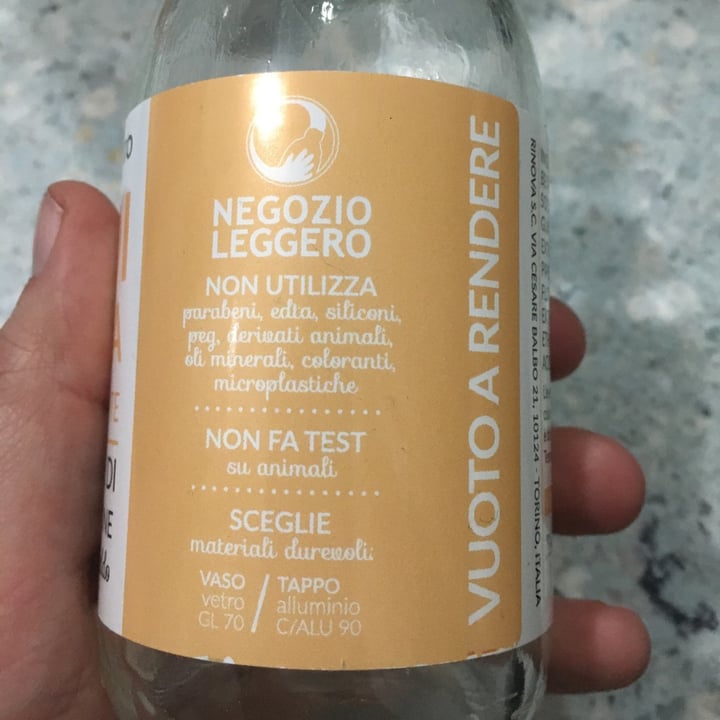 NEGOZIO
LEGGERO
NON UTILIZZA
parabeni, edta, siliconi,
peg, derivati animali,
oli minerali, coloranti,
microplastiche
NON FA TEST
su animali
SCEGLIE
materiali durevoli:
VASO
vetro
GL 70
TAPPO
alluminio
C/ALU 90
VUOTO A RENDERE
RINOVA S.C. VIA CESARE BALBO 21, 10124 - TORINO, ITALIA